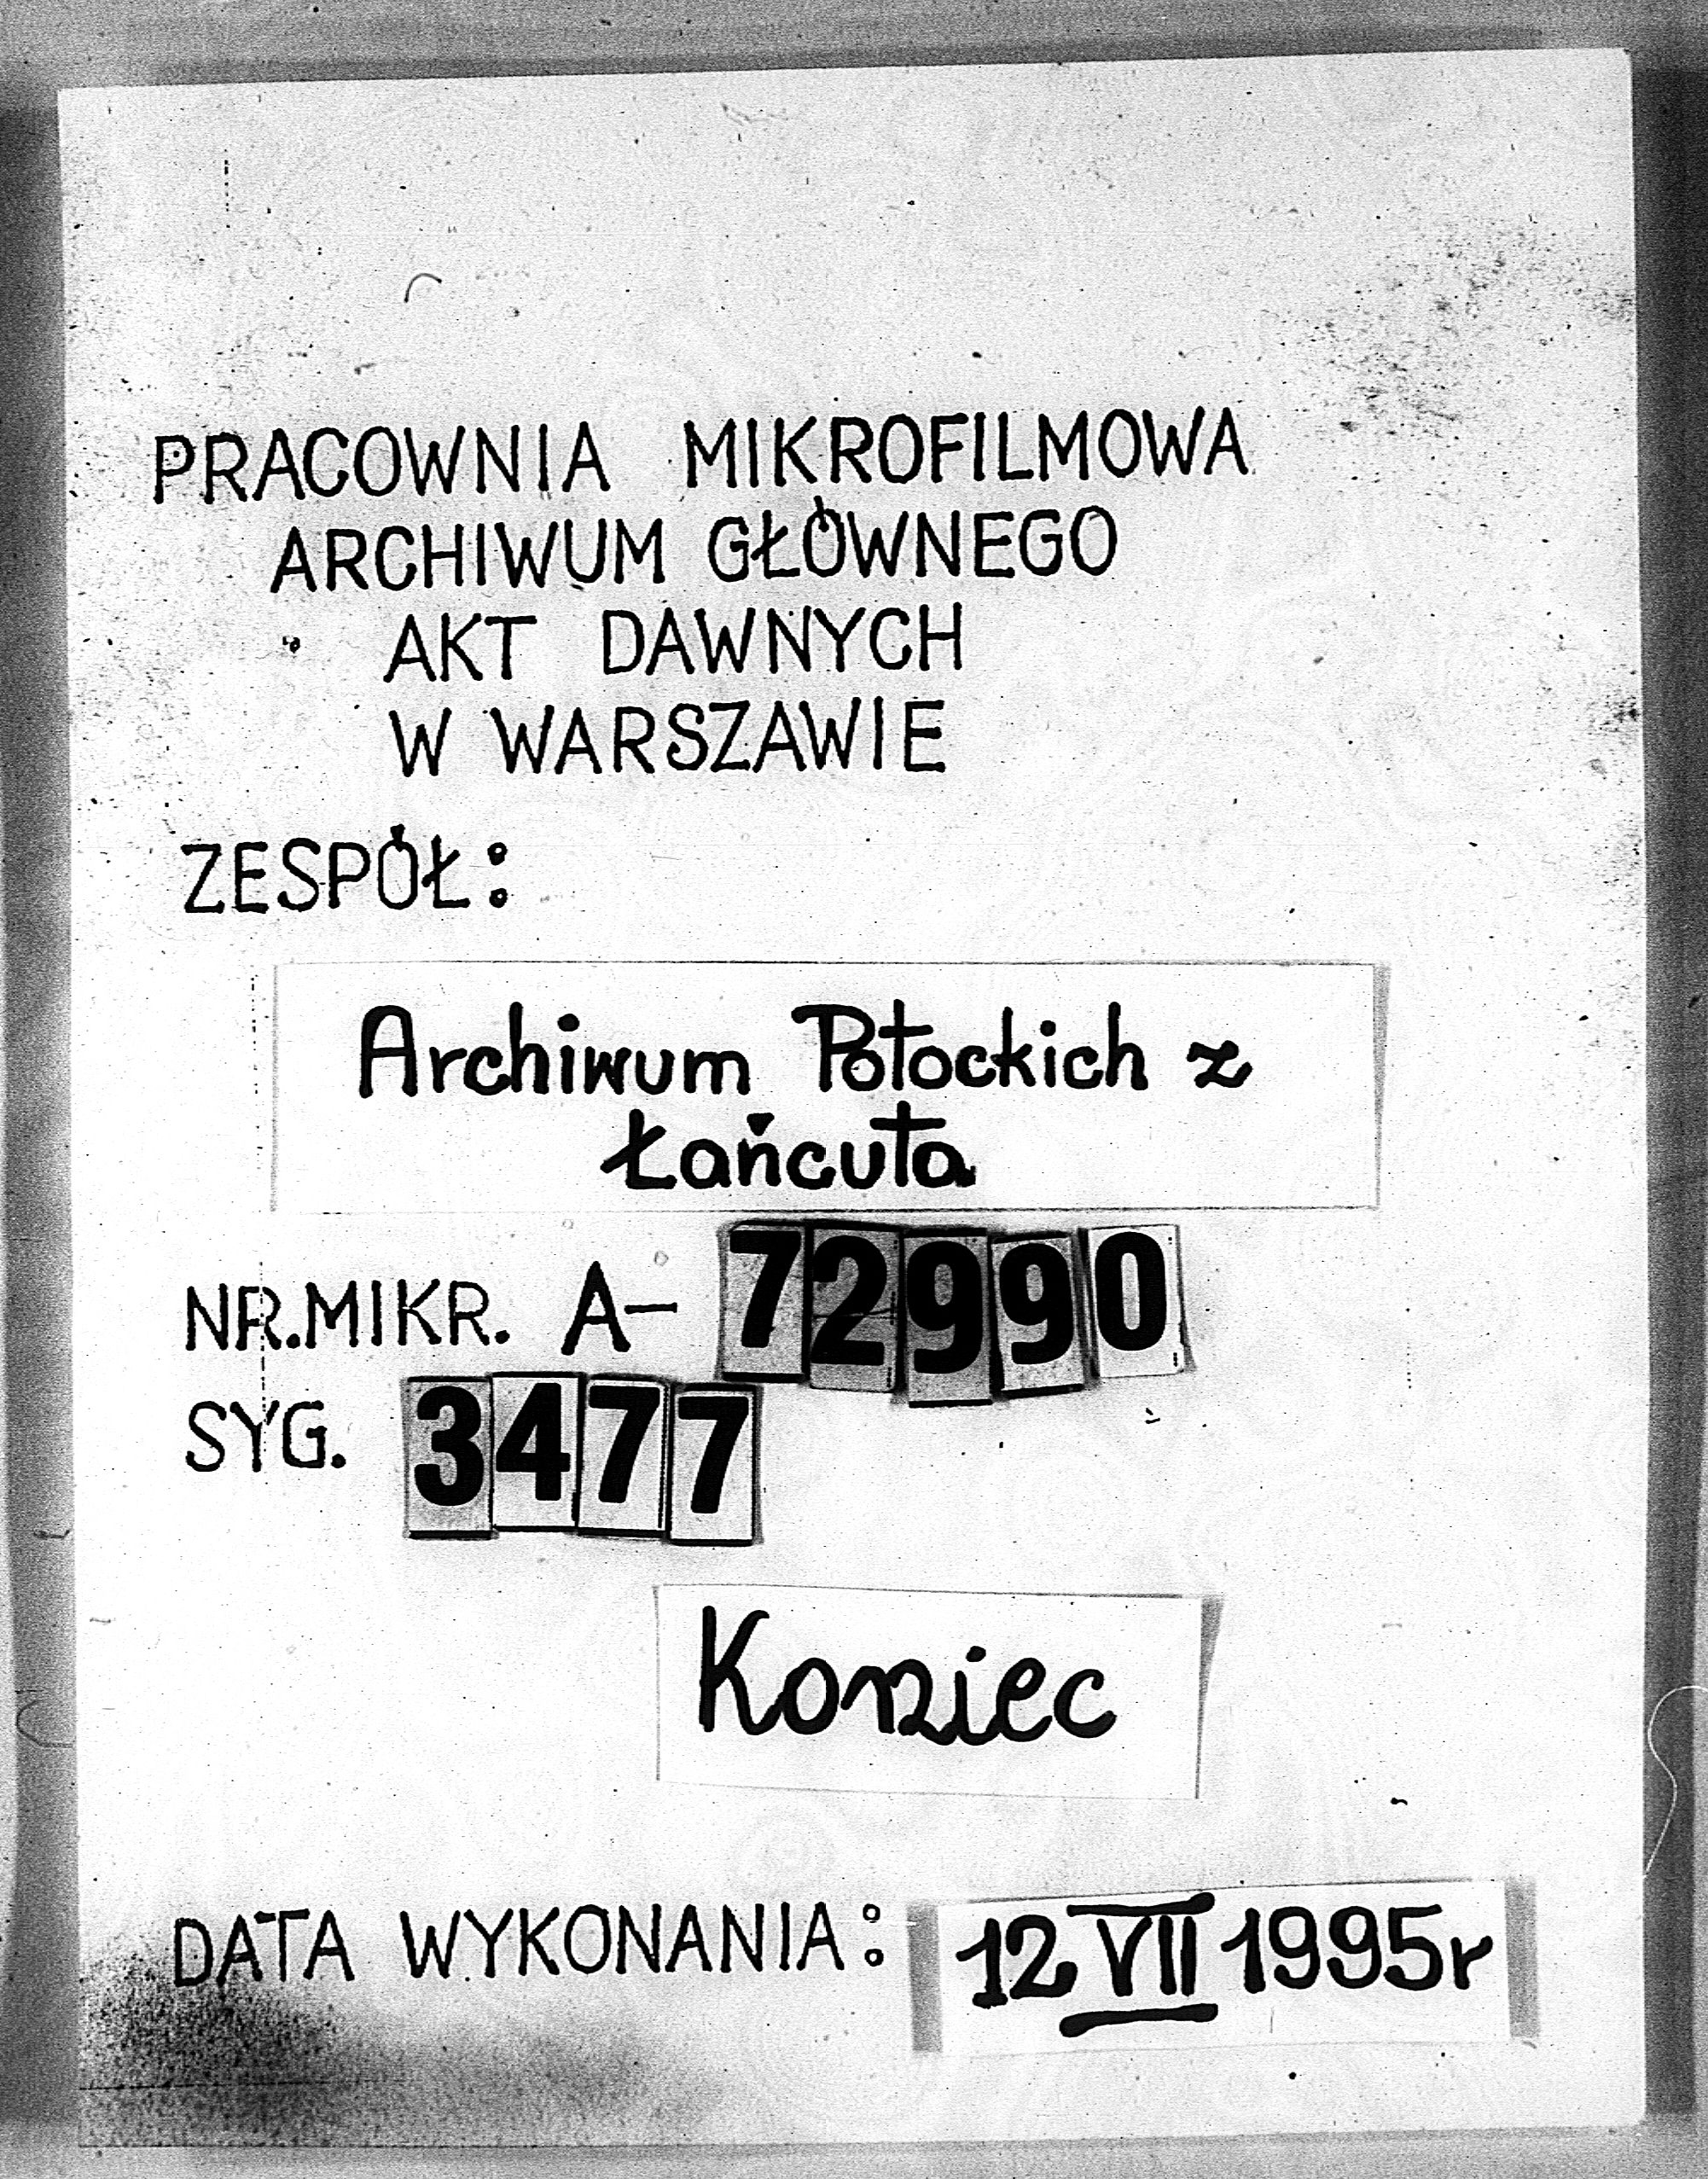 PRACOWNIA MIKROFILMOWA
ARCHIWUM GŁÓWNEGO
AKT DAWNYCH
W WARSZAWIE
ZESPÓŁ:
Archiwum Potockich z
Łańcuta
NR.MIKR. A- 72990
SYG. 3477
Koniec
DATA WYKONANIA: 12 VII 1995r